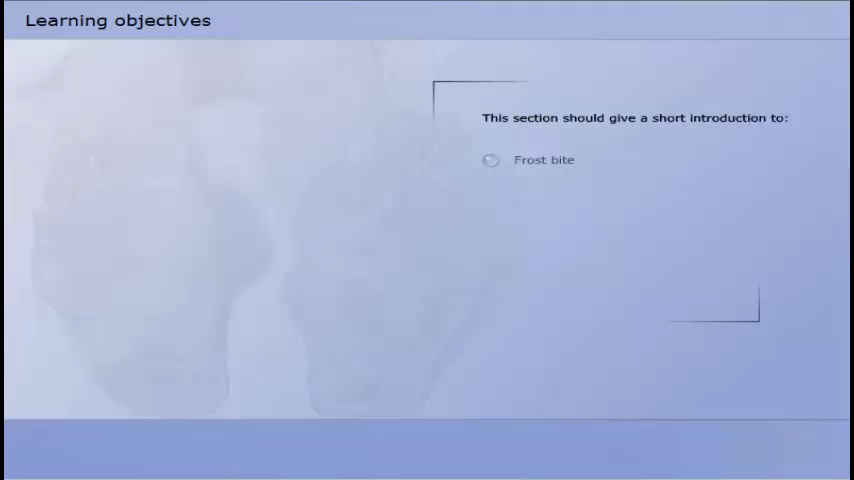 Learning objectives
This section should give a short introduction to:
Frost bite